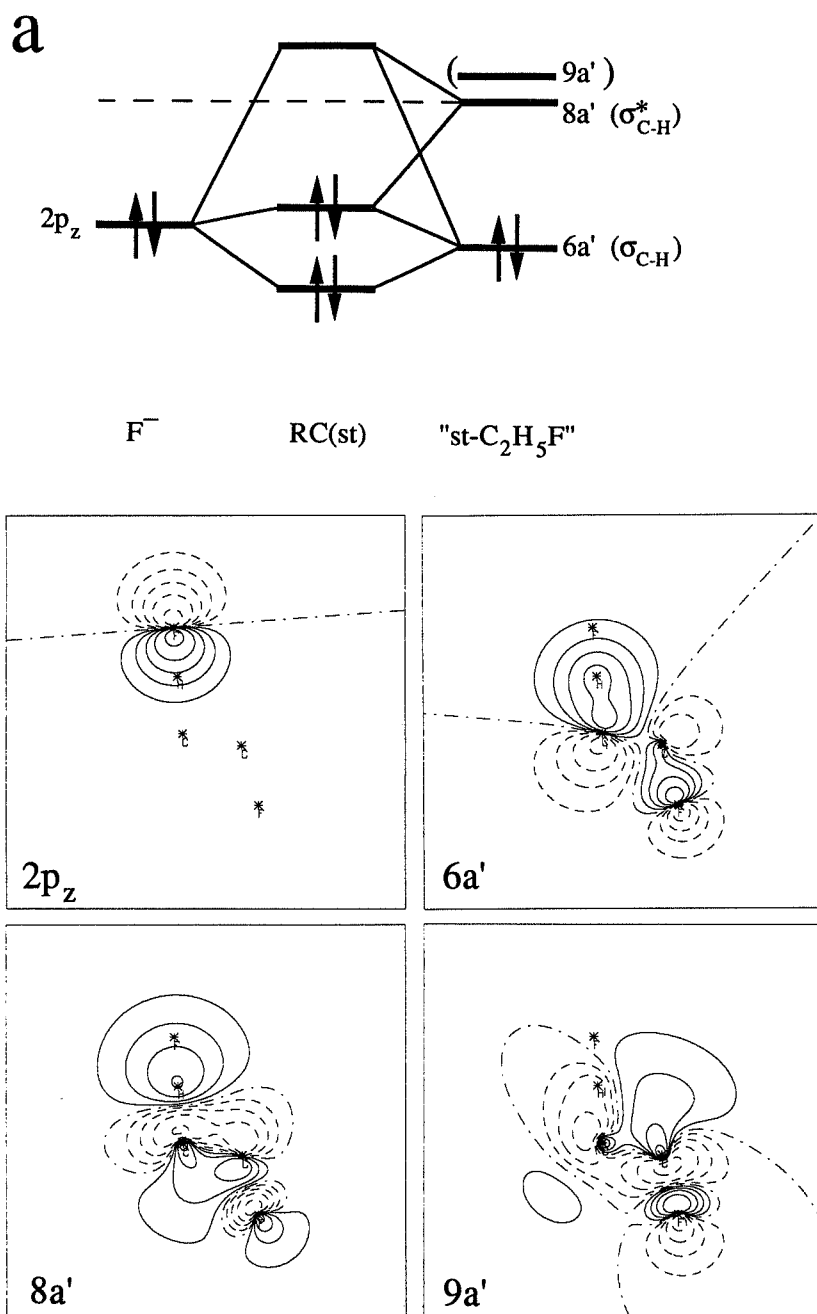 a
( 9a' )
8a' (σ*C-H)
2pz
6a' (σC-H)
F⁻ RC(st) "st-C2H5F"
F
H
C C
F
2pz
F
H
C C
F
6a'
F
H
C C
8a'
F
H
C
F
9a'